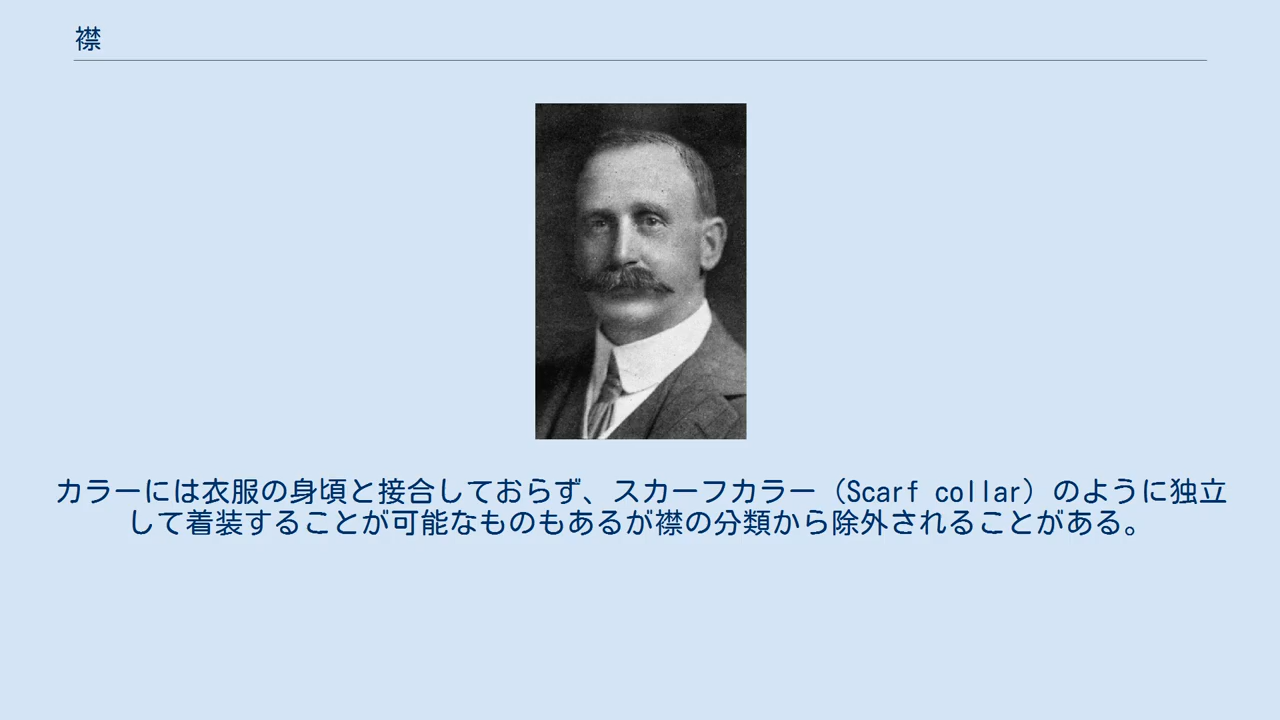 襟
カラーには衣服の身頃と接合しておらず、スカーフカラー（Scarf collar）のように独立
して着装することが可能なものもあるが襟の分類から除外されることがある。